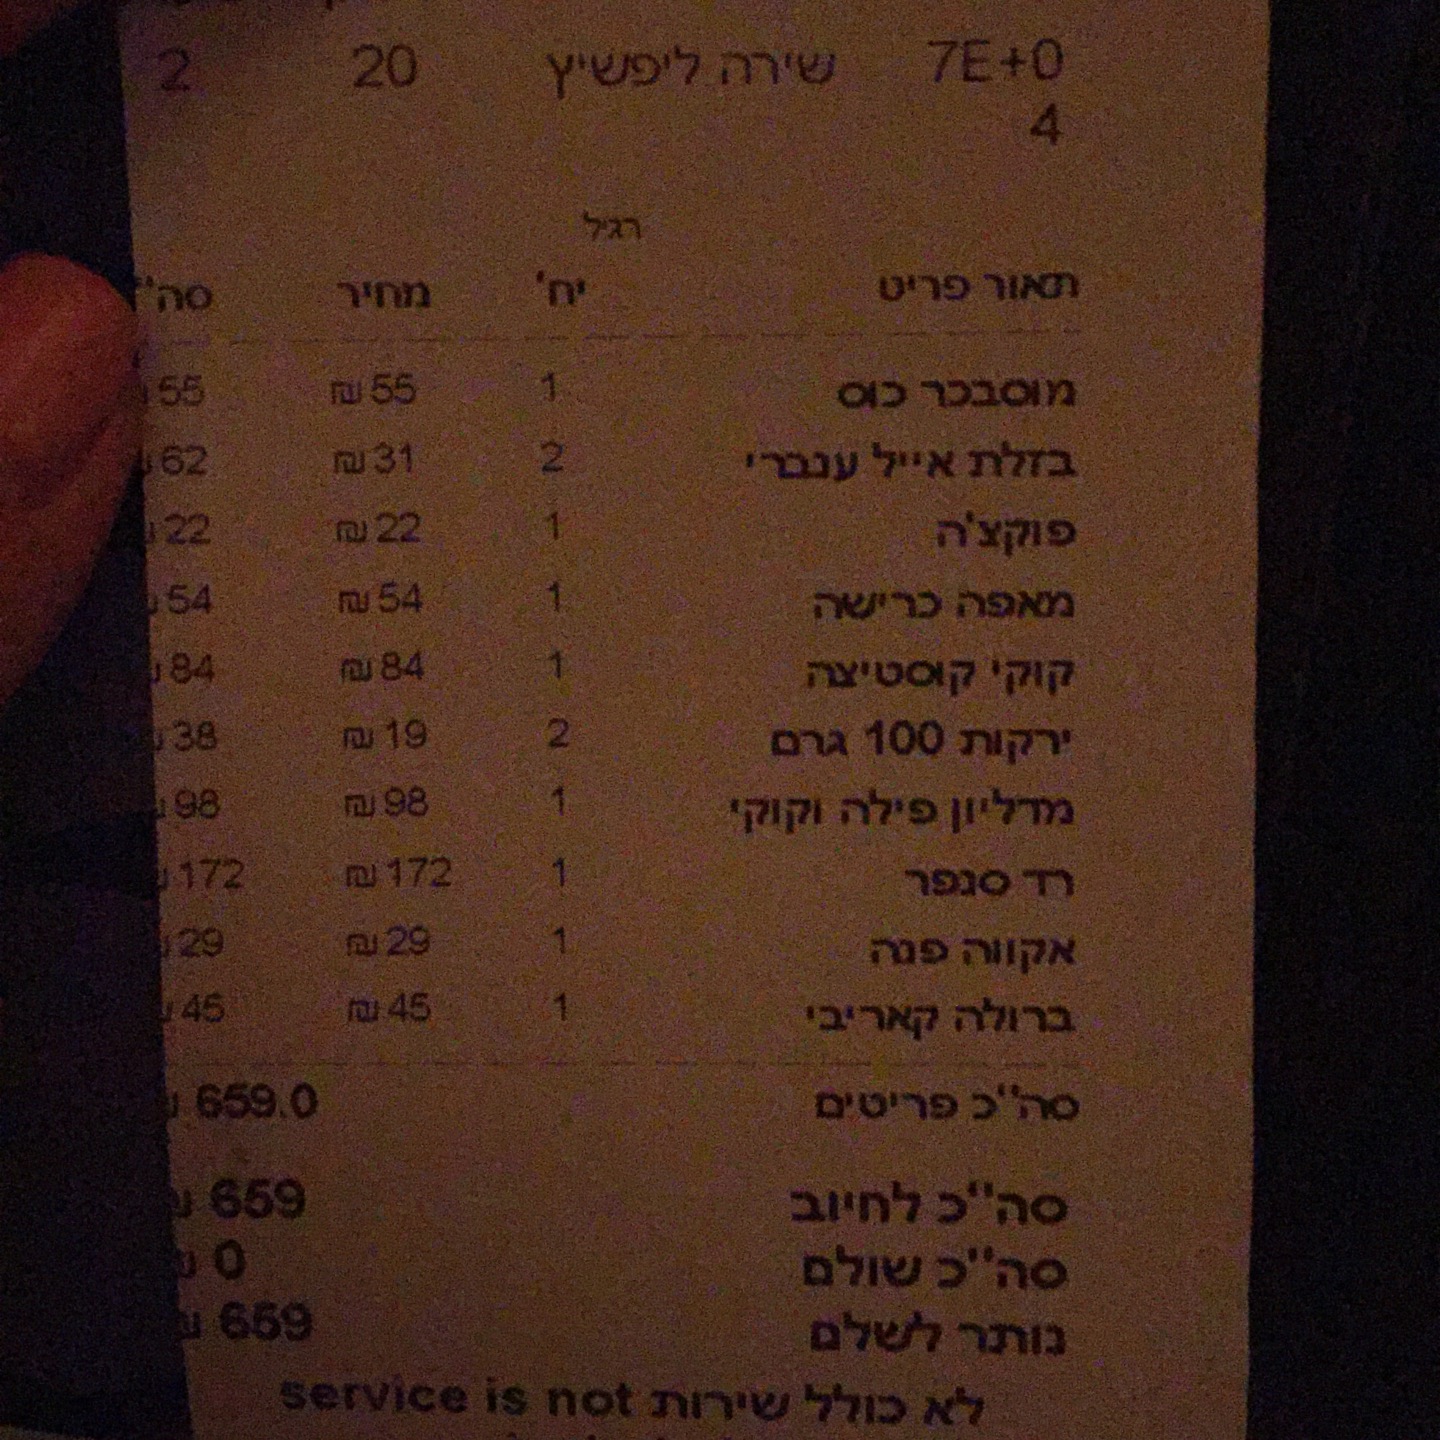 7E+0 שירה ליפשיץ 20 2
4
רגיל
תאור פריט יח' מחיר סה''
מוסבכר כוס 1 ₪ 55 55
בזלת אייל ענברי 2 ₪ 31 62
פוקצ'ה 1 ₪ 22 22
מאפה כרישה 1 ₪ 54 54
קוקי קוסטיצה 1 ₪ 84 84
ירקות 100 גרם 2 ₪ 19 38
מדליון פילה וקוקי 1 ₪ 98 98
רד סנפר 1 ₪ 172 172
אקווה פנה 1 ₪ 29 29
ברולה קאריבי 1 ₪ 45 45
סה''כ פריטים 659.0
סה''כ לחיוב 659
סה''כ שולם 0
נותר לשלם 659
לא כולל שירות service is not